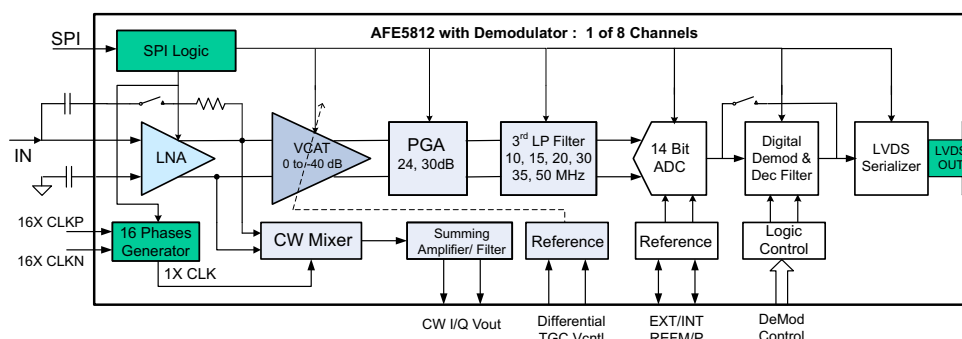 AFE5812 with Demodulator : 1 of 8 Channels
SPI
SPI Logic
IN
LNA
VCAT
0 to -40 dB
PGA
24, 30dB
3rd LP Filter
10, 15, 20, 30
35, 50 MHz
14 Bit
ADC
Digital
Demod &
Dec Filter
LVDS
Serializer
LVDS
OUT
16X CLKP
16X CLKN
16 Phases
Generator
1X CLK
CW Mixer
Summing
Amplifier/ Filter
Reference
Reference
Logic
Control
CW I/Q Vout
Differential
TGC Vcntl
EXT/INT
REFM/P
DeMod
Control